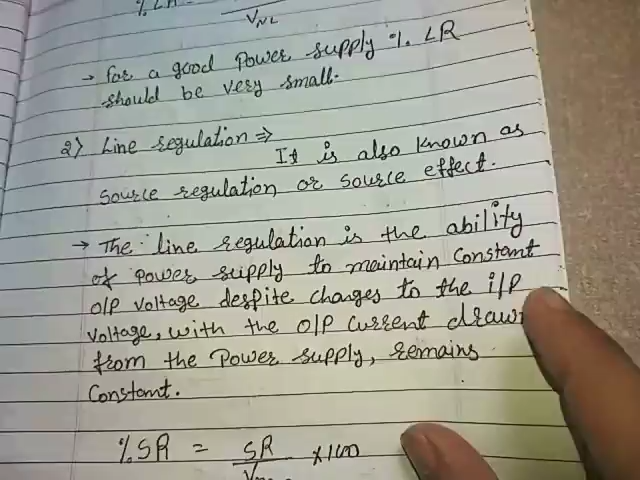 % LR
V_NL
→ For a good Power supply %. LR
should be very small.
2) Line regulation ⇒
It is also known as
source regulation or source effect.
→ The line regulation is the ability
of power supply to maintain constant
O/P voltage despite changes to the i/P
voltage, with the O/P current drawn
from the Power supply, remains
constant.
% SR = SR × 100